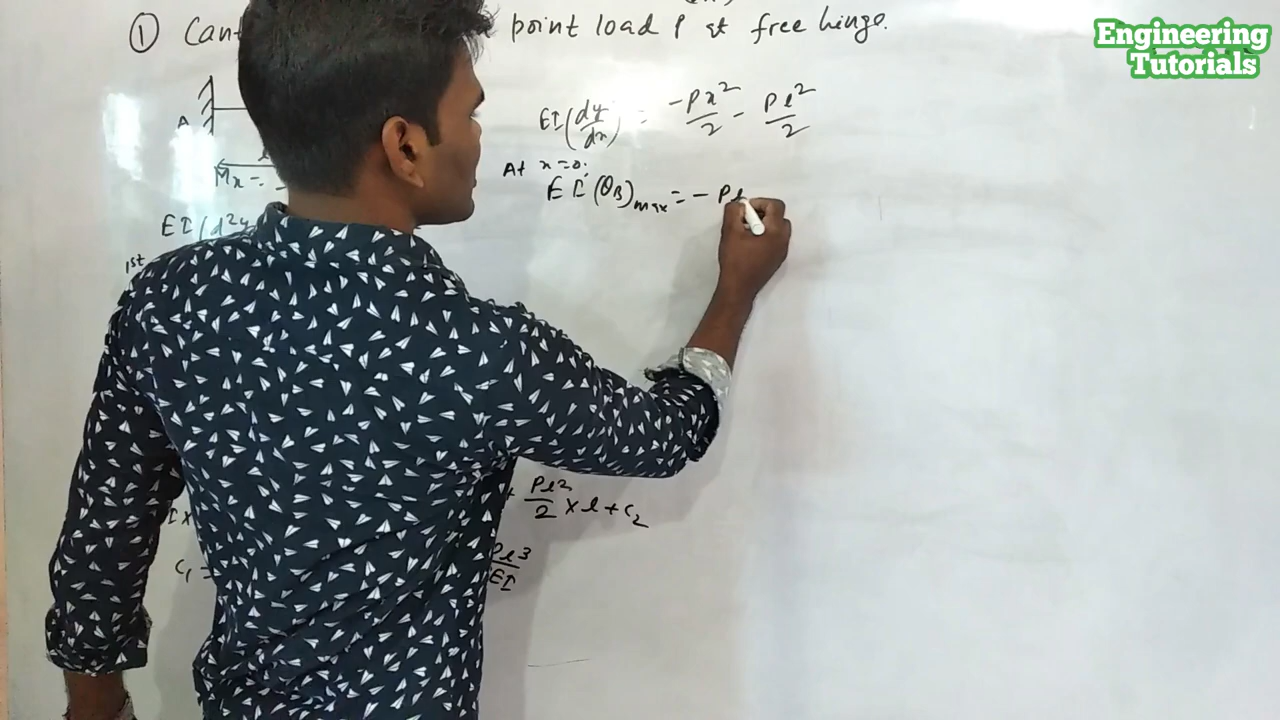 ① Cant point load P at free hinge.
A
EI(dy/dx) = -Px²/2 - Pl²/2
Mx = -
At x=0.
EI(θB)max = - Pl
EI(d²y
1st
Pl²/2 × l + C₂
C₁ =
Pl³/EI
Engineering
Tutorials